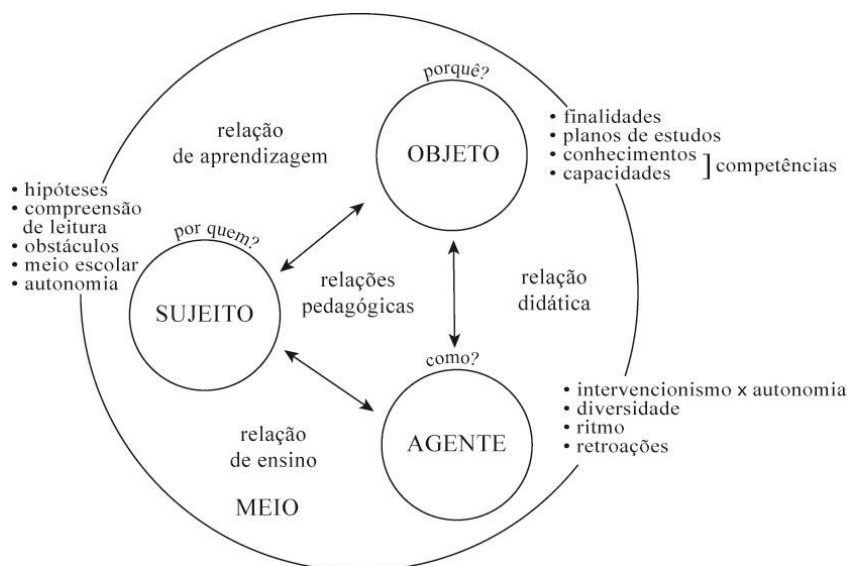 porquê?
OBJETO
• finalidades
• planos de estudos
• conhecimentos
• capacidades
] competências
relação
de aprendizagem
• hipóteses
• compreensão
de leitura
• obstáculos
• meio escolar
• autonomia
por quem?
SUJEITO
relações
pedagógicas
relação
didática
como?
AGENTE
• intervencionismo x autonomia
• diversidade
• ritmo
• retroações
relação
de ensino
MEIO